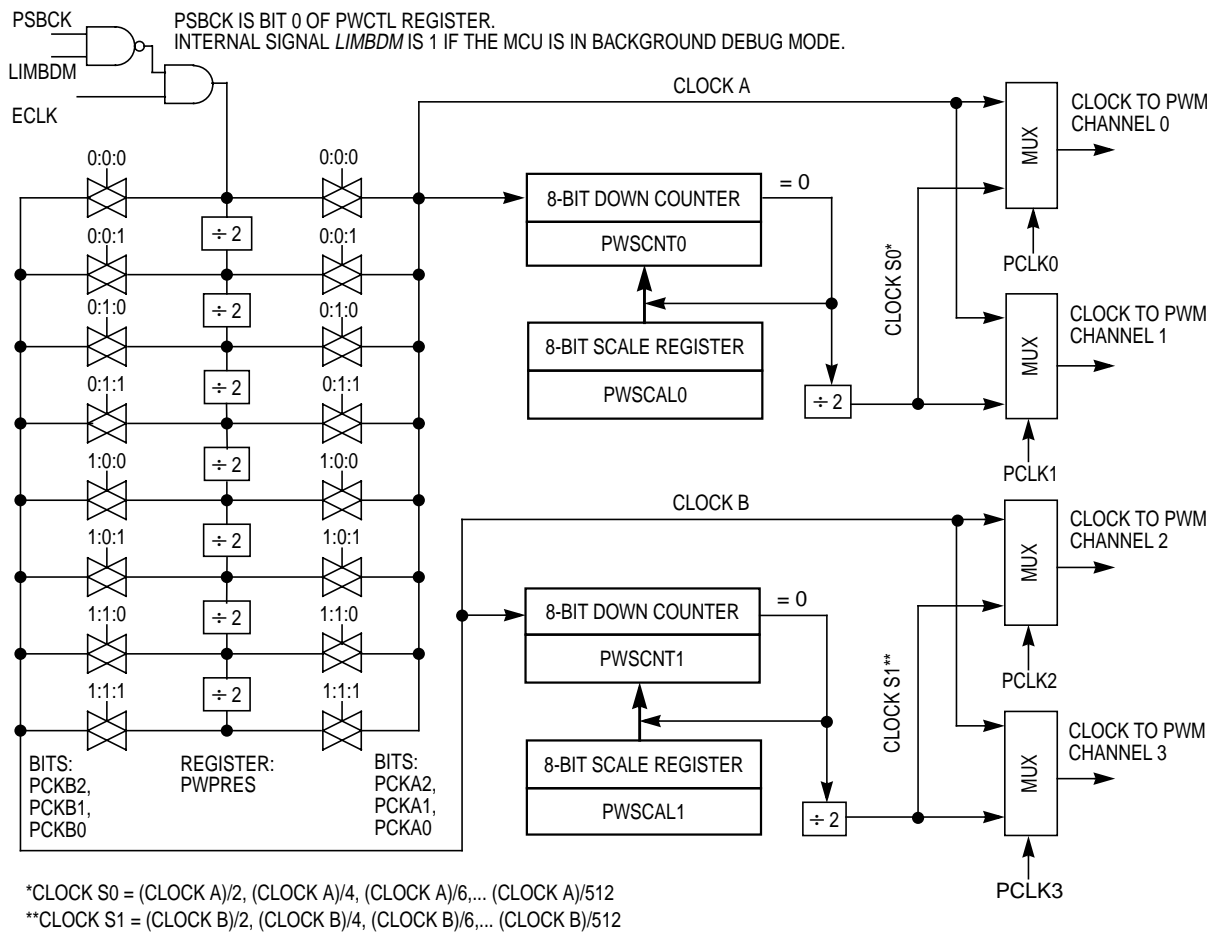 PSBCK
PSBCK IS BIT 0 OF PWCTL REGISTER.
INTERNAL SIGNAL LIMBDM IS 1 IF THE MCU IS IN BACKGROUND DEBUG MODE.
LIMBDM
ECLK
CLOCK A
CLOCK TO PWM
CHANNEL 0
MUX
PCLK0
0:0:0
0:0:0
÷ 2
0:0:1
0:0:1
÷ 2
0:1:0
0:1:0
÷ 2
0:1:1
0:1:1
÷ 2
1:0:0
1:0:0
÷ 2
1:0:1
1:0:1
÷ 2
1:1:0
1:1:0
÷ 2
1:1:1
1:1:1
8-BIT DOWN COUNTER
= 0
PWSCNT0
8-BIT SCALE REGISTER
PWSCAL0
÷ 2
CLOCK S0*
CLOCK TO PWM
CHANNEL 1
MUX
PCLK1
CLOCK B
CLOCK TO PWM
CHANNEL 2
MUX
PCLK2
8-BIT DOWN COUNTER
= 0
PWSCNT1
8-BIT SCALE REGISTER
PWSCAL1
÷ 2
CLOCK S1**
CLOCK TO PWM
CHANNEL 3
MUX
PCLK3
BITS:
PCKB2,
PCKB1,
PCKB0
REGISTER:
PWPRES
BITS:
PCKA2,
PCKA1,
PCKA0
*CLOCK S0 = (CLOCK A)/2, (CLOCK A)/4, (CLOCK A)/6,... (CLOCK A)/512
**CLOCK S1 = (CLOCK B)/2, (CLOCK B)/4, (CLOCK B)/6,... (CLOCK B)/512